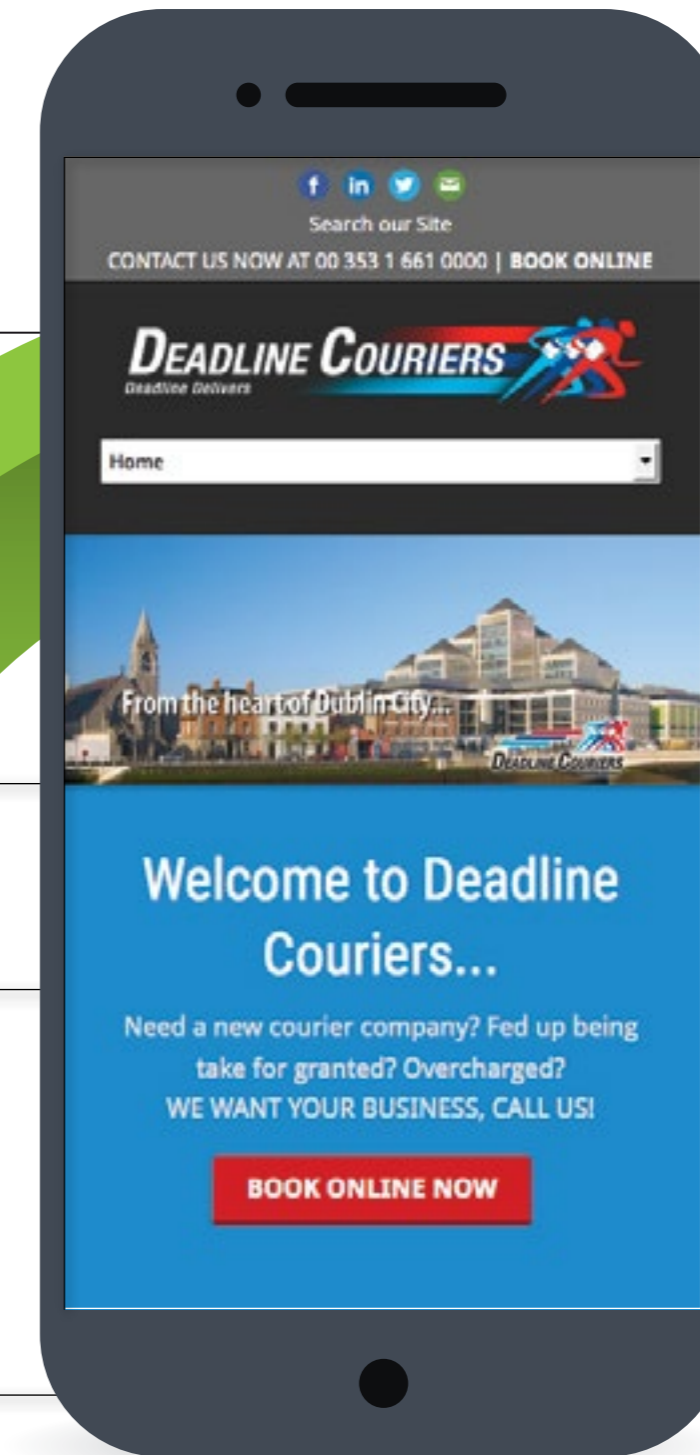 f in
Search our Site
CONTACT US NOW AT 00 353 1 661 0000 | BOOK ONLINE
DEADLINE COURIERS
Deadline Delivers
Home
From the heart of Dublin City...
DEADLINE COURIERS
Welcome to Deadline
Couriers...
Need a new courier company? Fed up being
take for granted? Overcharged?
WE WANT YOUR BUSINESS, CALL US!
BOOK ONLINE NOW